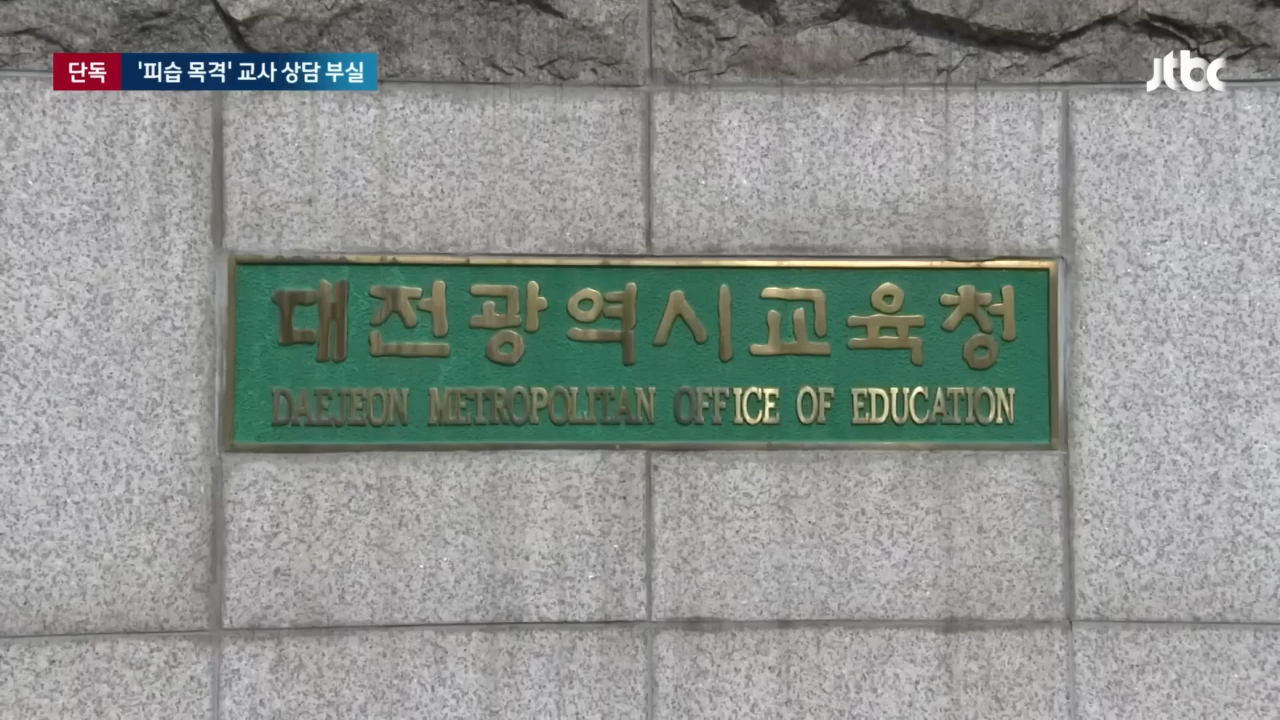 단독 '피습 목격' 교사 상담 부실
jtbc
대전광역시교육청
DAEJEON METROPOLITAN OFFICE OF EDUCATION